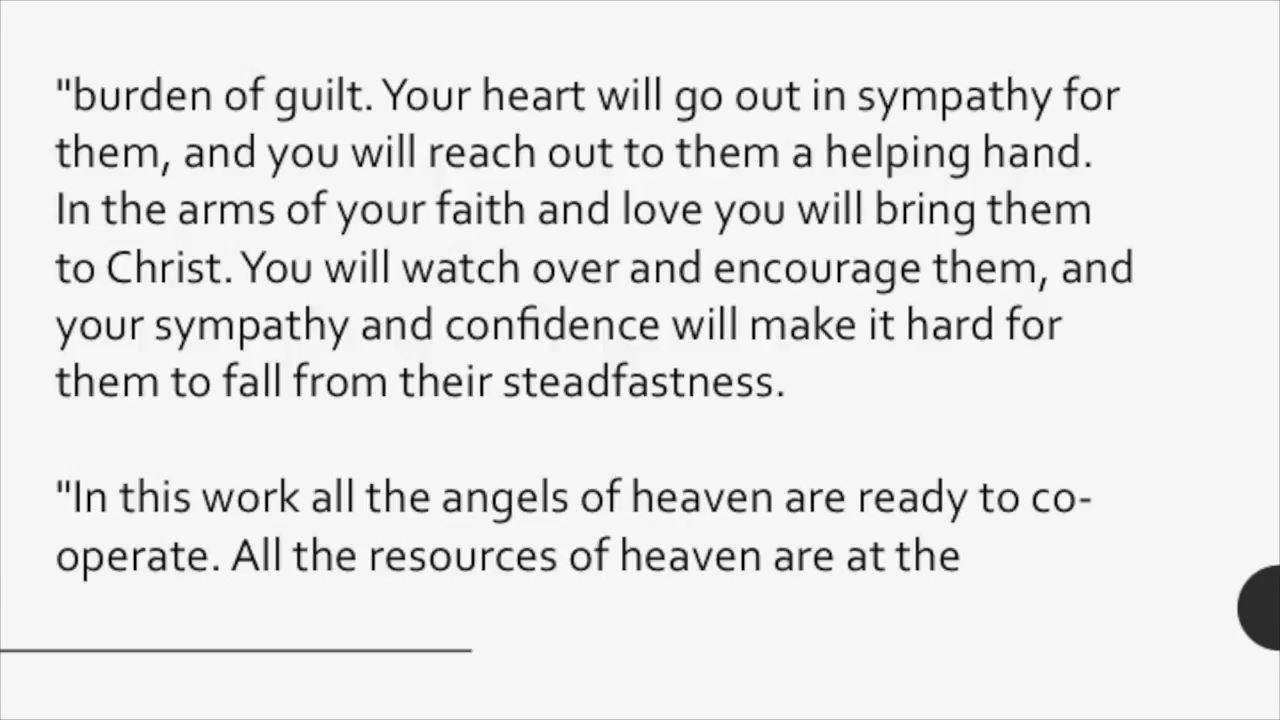 "burden of guilt. Your heart will go out in sympathy for
them, and you will reach out to them a helping hand.
In the arms of your faith and love you will bring them
to Christ. You will watch over and encourage them, and
your sympathy and confidence will make it hard for
them to fall from their steadfastness.
"In this work all the angels of heaven are ready to co-
operate. All the resources of heaven are at the